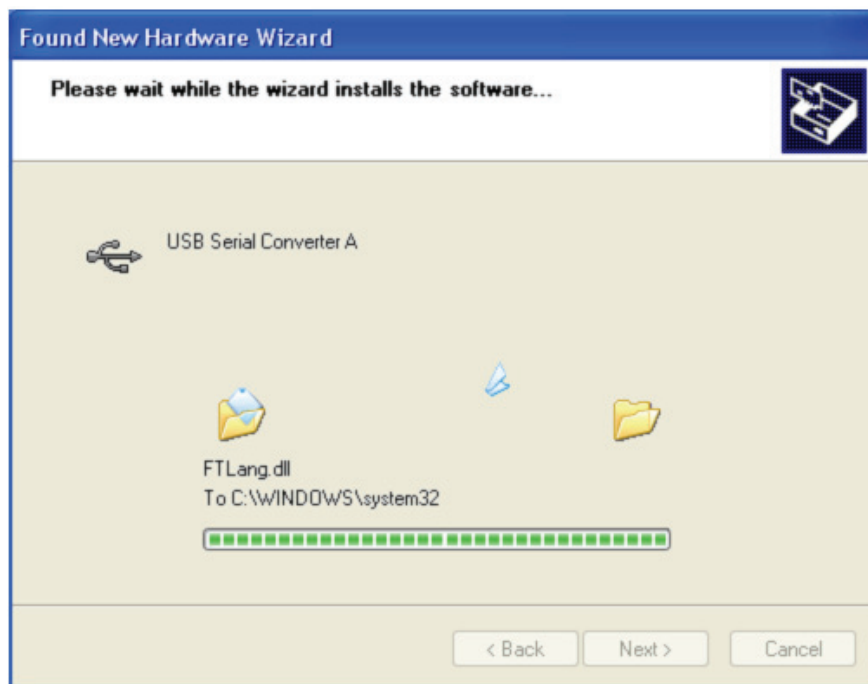 Found New Hardware Wizard
Please wait while the wizard installs the software...
USB Serial Converter A
FTLang.dll
To C:\WINDOWS\system32
< Back Next > Cancel